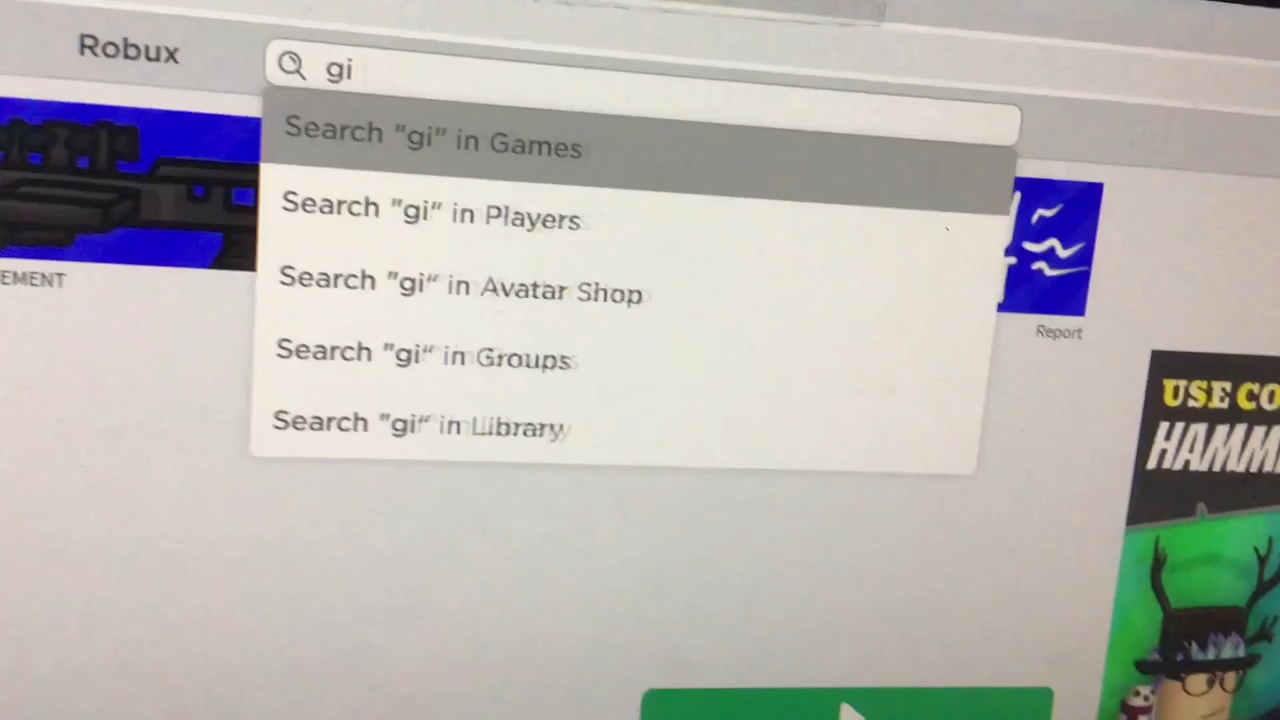 Robux
gi
Search "gi" in Games
Search "gi" in Players
Search "gi" in Avatar Shop
Search "gi" in Groups
Search "gi" in Library
EMENT
Report
USE CO
HAMM